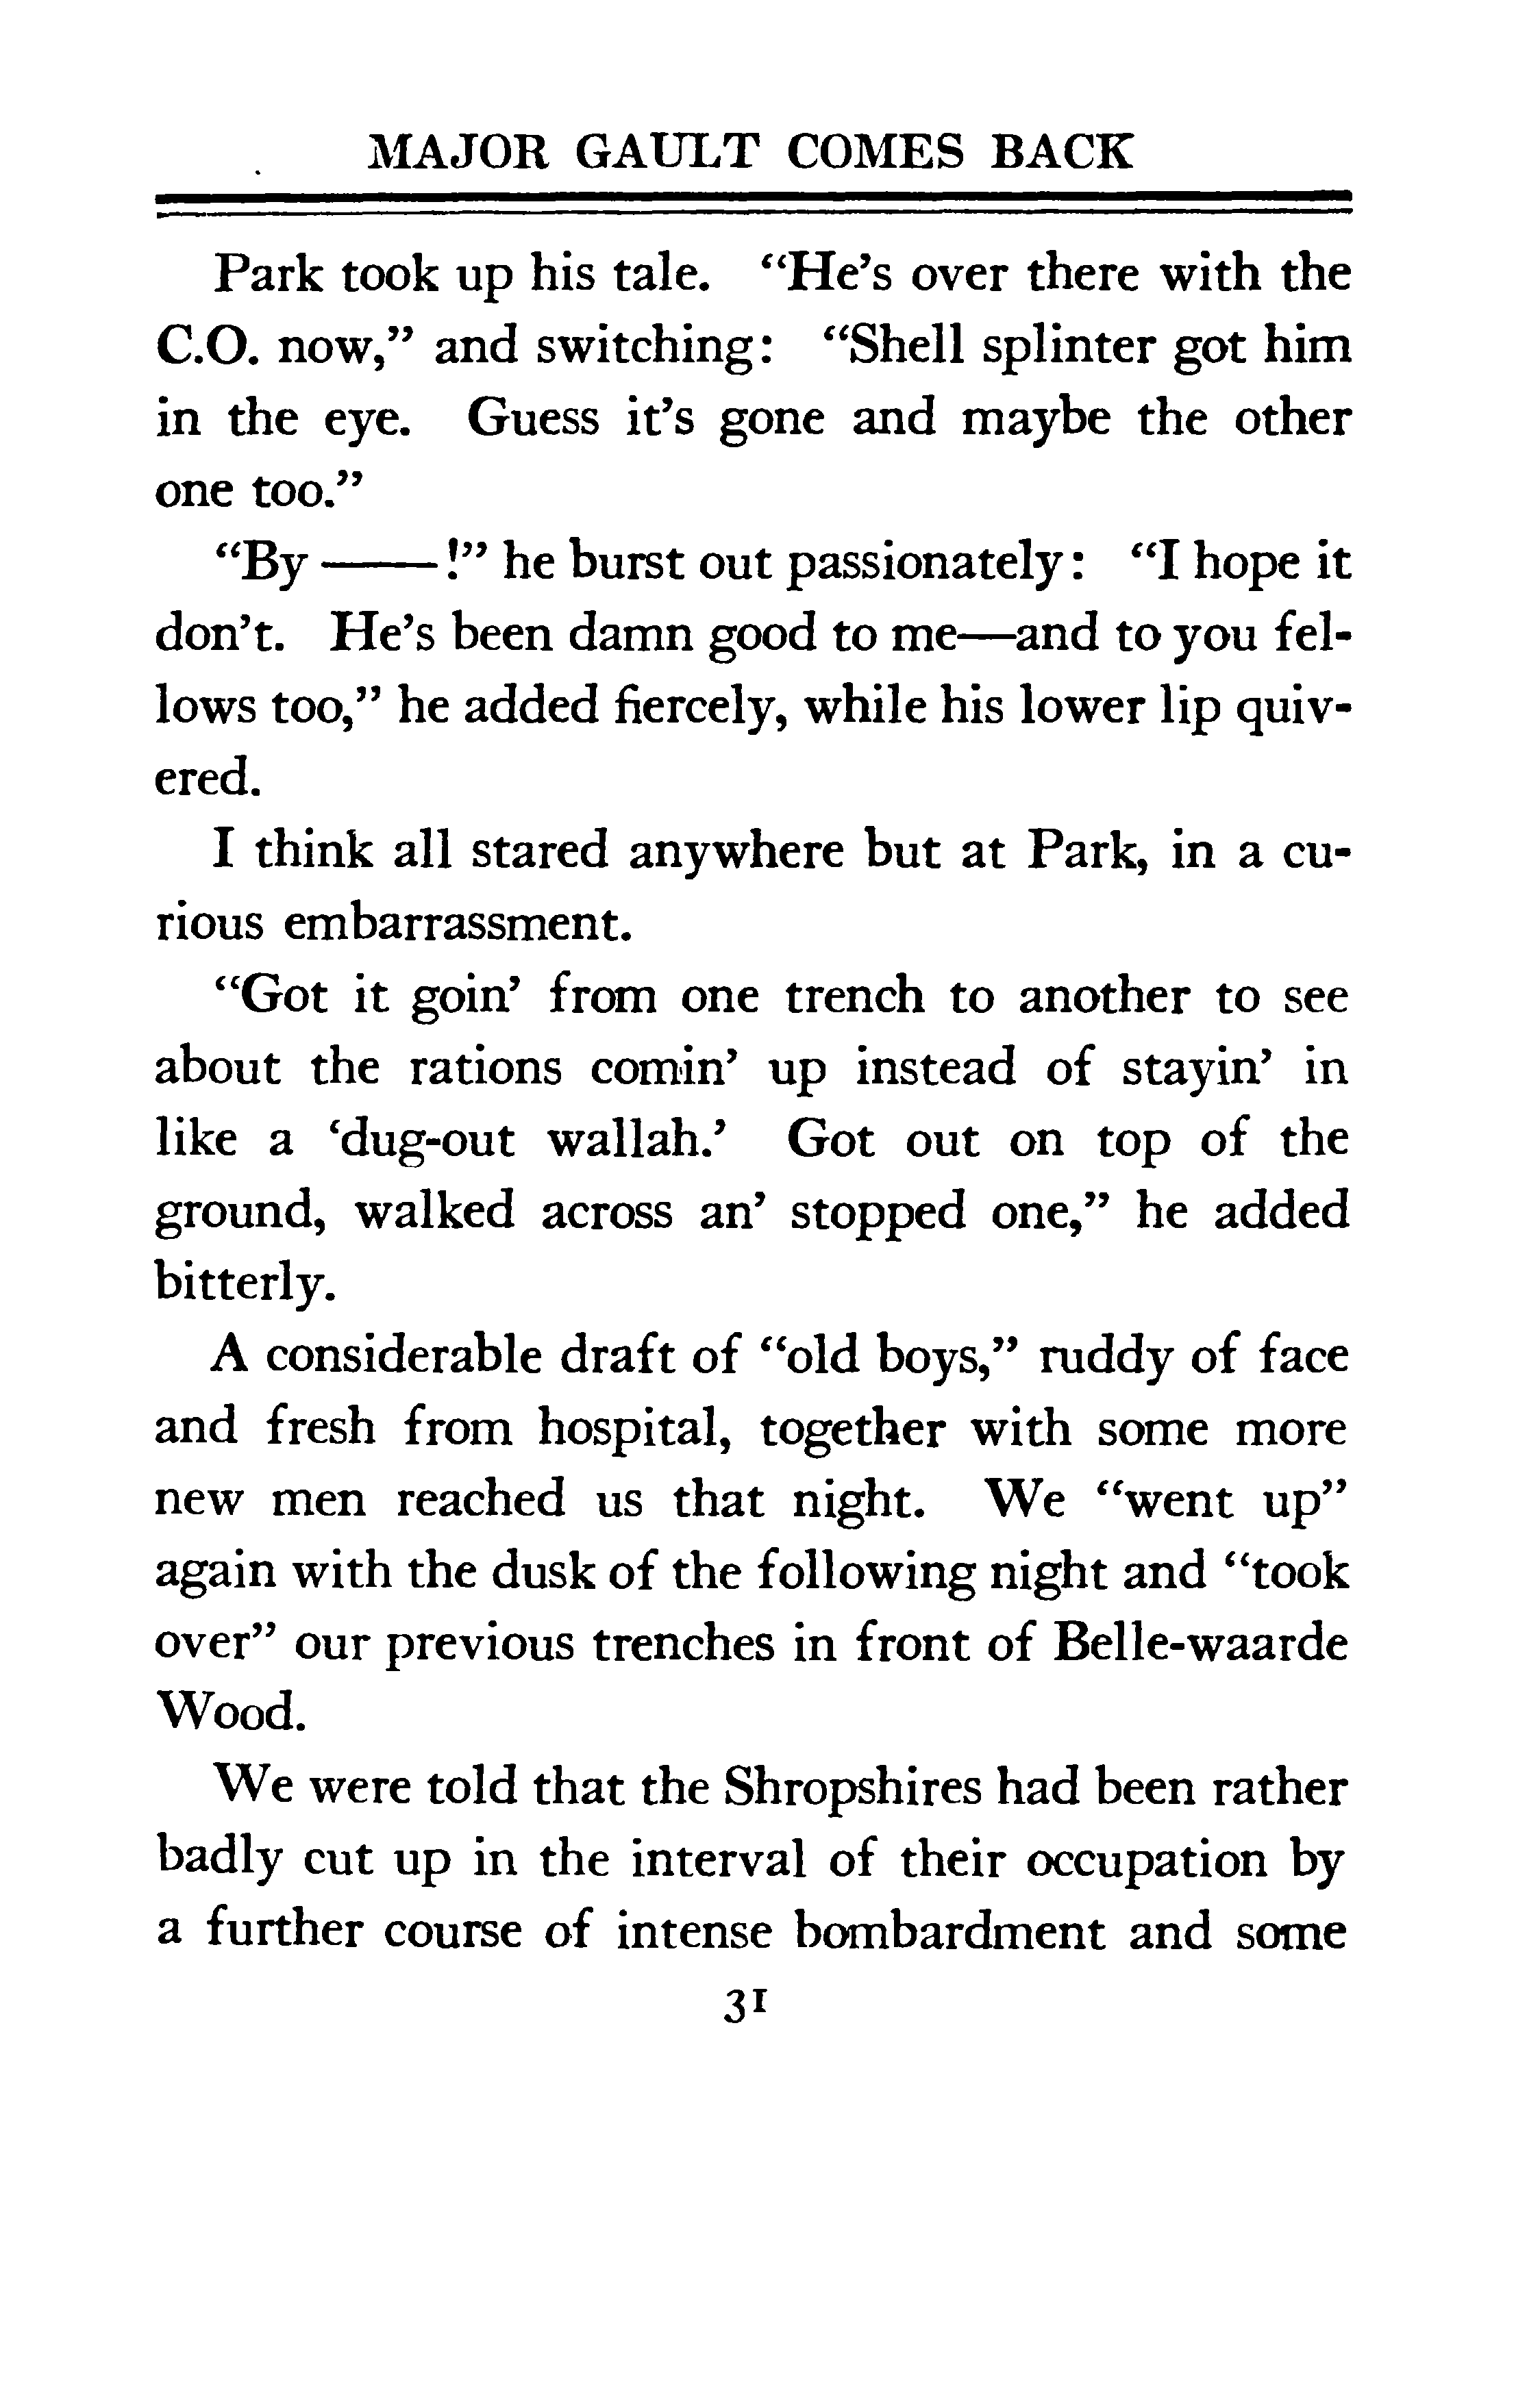 MAJOR GAULT COMES BACK
Park took up his tale. “He’s over there with the
C.O. now,” and switching: “Shell splinter got him
in the eye. Guess it’s gone and maybe the other
one too.”
“By ——!” he burst out passionately: “I hope it
don’t. He’s been damn good to me—and to you fel-
lows too,” he added fiercely, while his lower lip quiv-
ered.
I think all stared anywhere but at Park, in a cu-
rious embarrassment.
“Got it goin’ from one trench to another to see
about the rations comin’ up instead of stayin’ in
like a ‘dug-out wallah.’ Got out on top of the
ground, walked across an’ stopped one,” he added
bitterly.
A considerable draft of “old boys,” ruddy of face
and fresh from hospital, together with some more
new men reached us that night. We “went up”
again with the dusk of the following night and “took
over” our previous trenches in front of Belle-waarde
Wood.
We were told that the Shropshires had been rather
badly cut up in the interval of their occupation by
a further course of intense bombardment and some
31